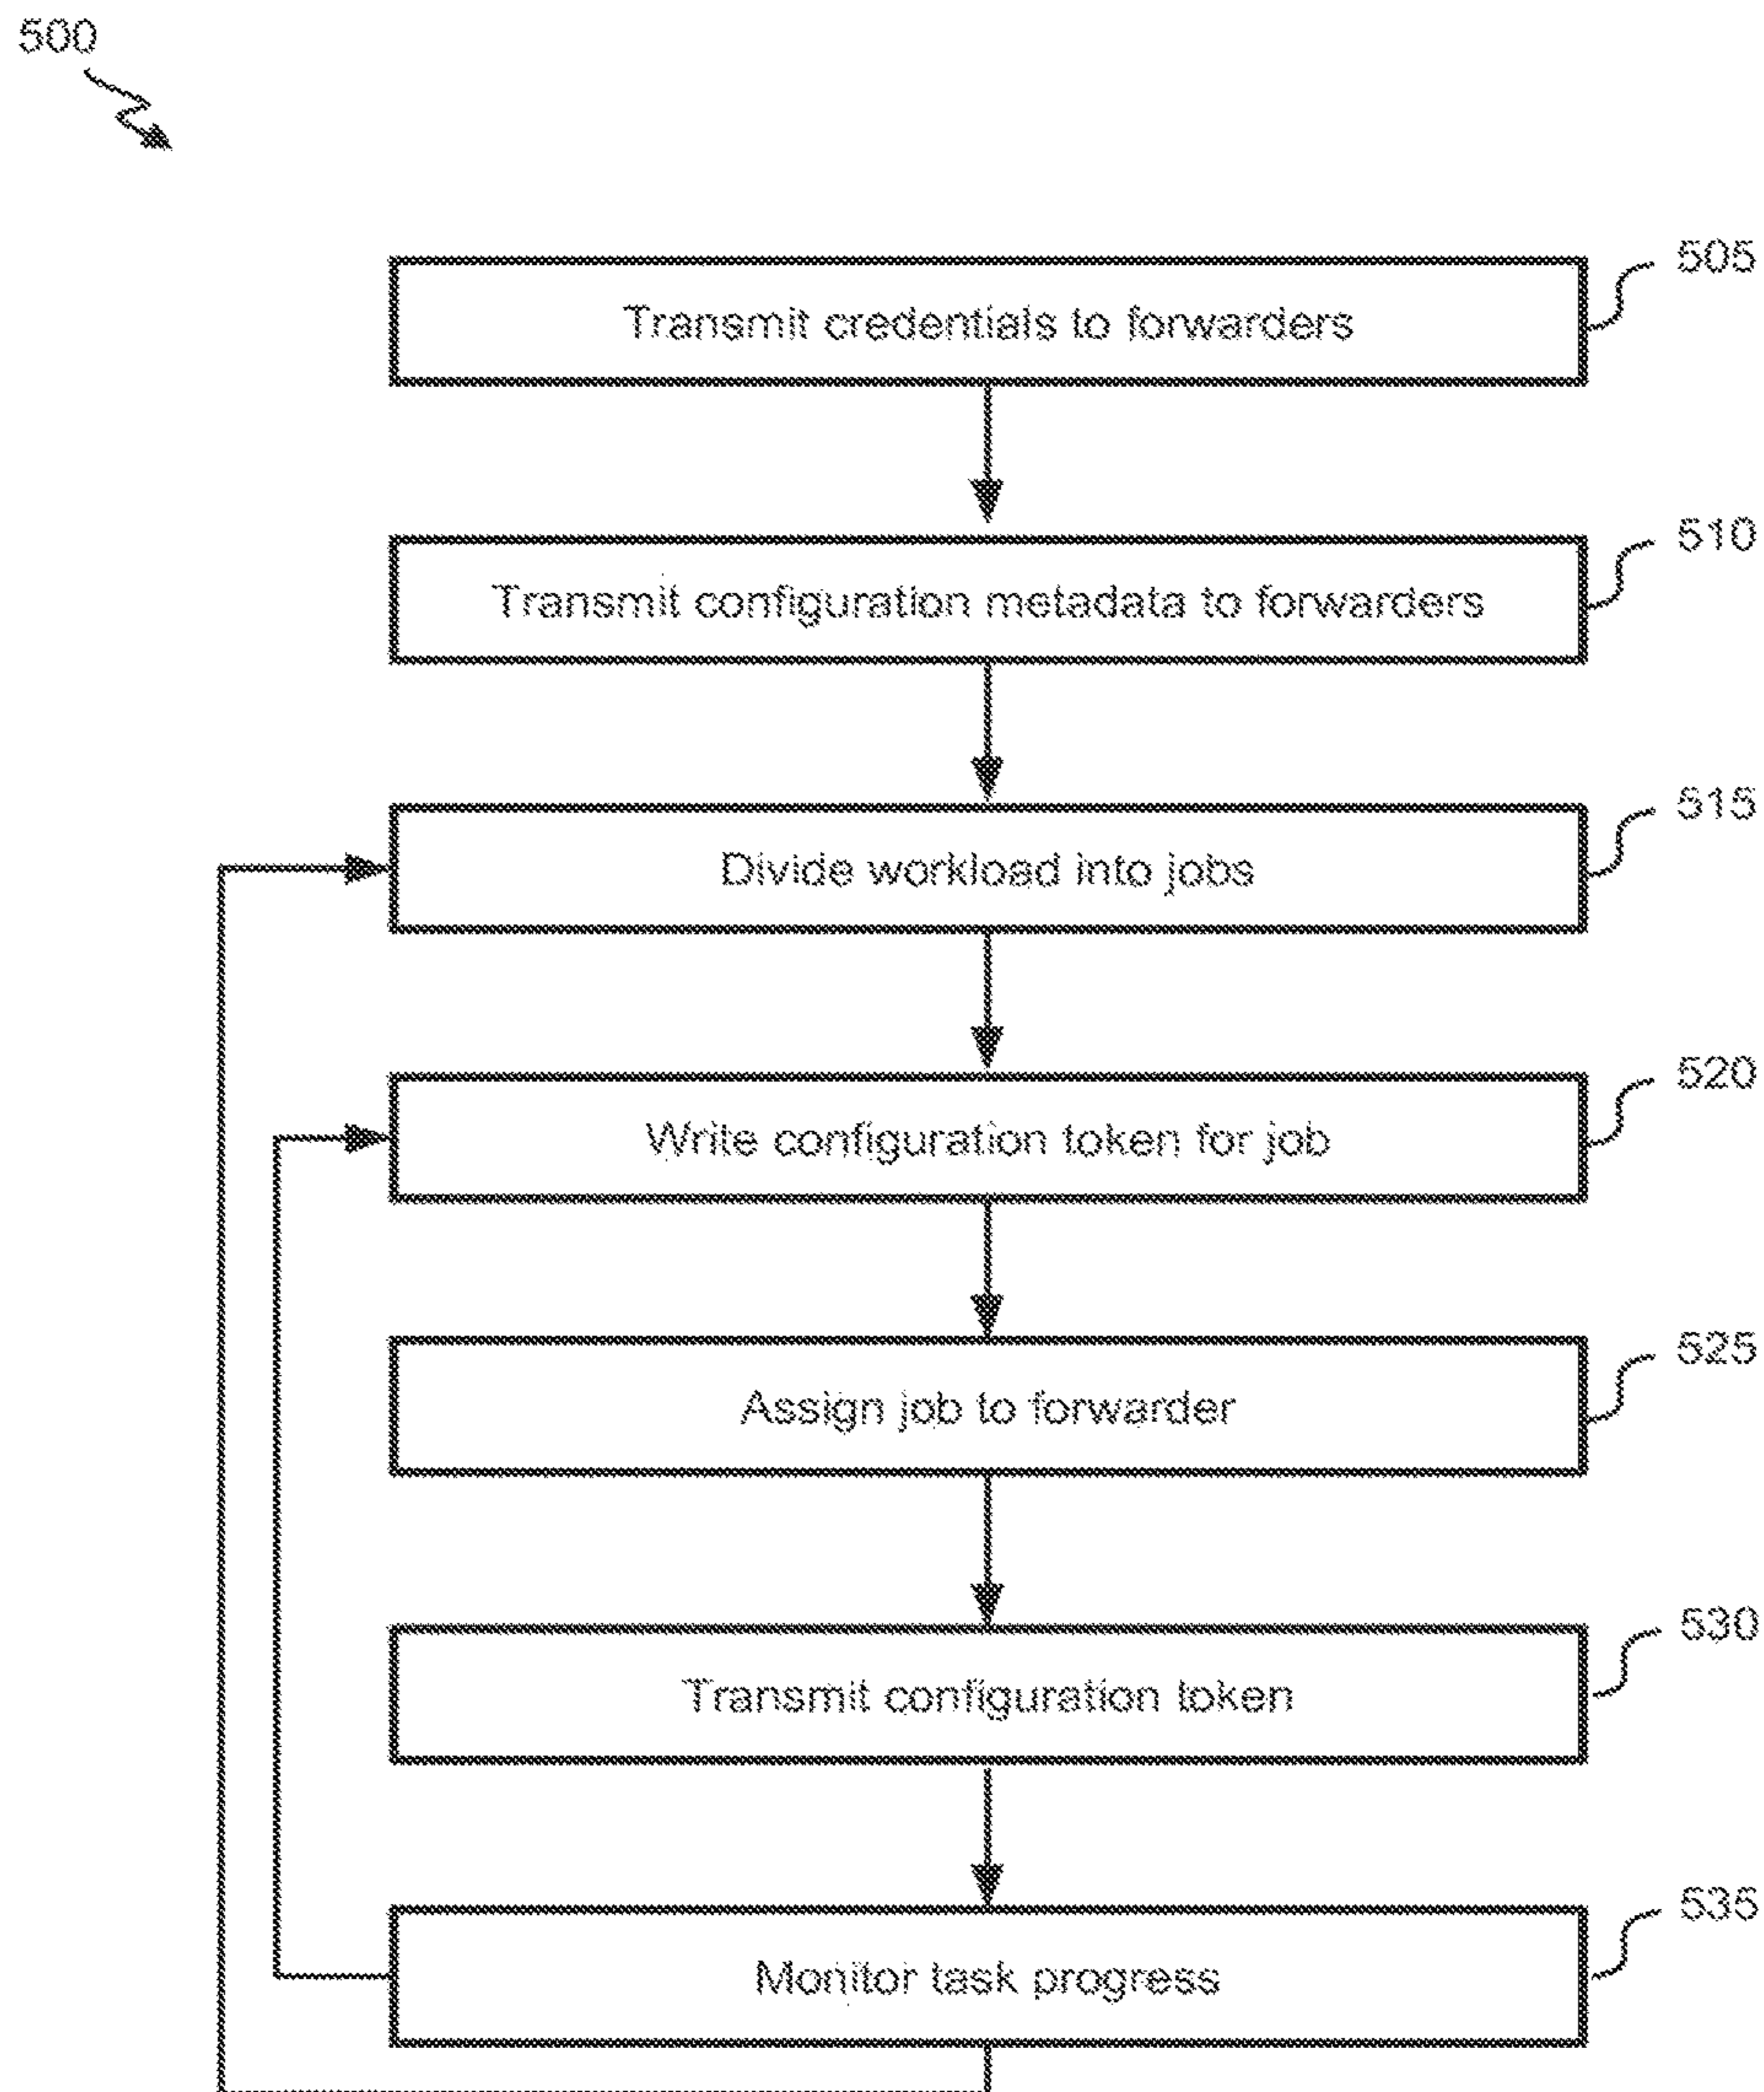 500
505
Transmit credentials to forwarders
510
Transmit configuration metadata to forwarders
515
Divide workload into jobs
520
Write configuration token for job
525
Assign job to forwarder
530
Transmit configuration token
535
Monitor task progress